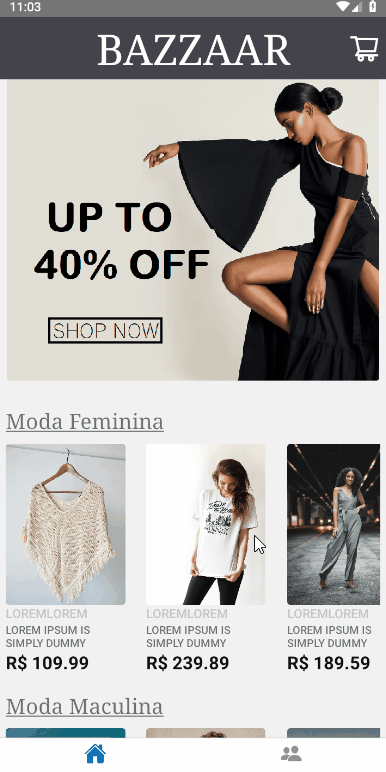 11:03
BAZZAAR
UP TO
40% OFF
SHOP NOW
Moda Feminina
LOREMLOREM
LOREM IPSUM IS
SIMPLY DUMMY
R$ 109.99
LOREMLOREM
LOREM IPSUM IS
SIMPLY DUMMY
R$ 239.89
LOREMLOREM
LOREM IPSUM IS
SIMPLY DUMMY
R$ 189.59
Moda Maculina